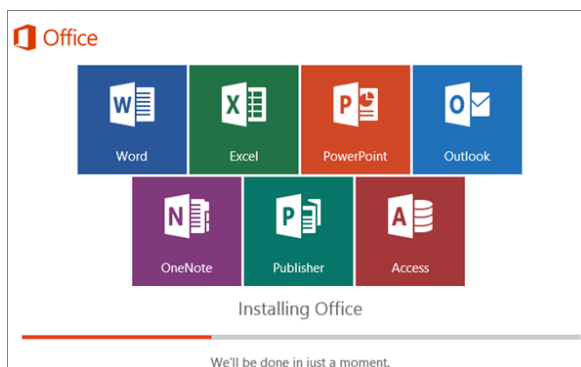 Office
W X P O
Word Excel PowerPoint Outlook
N P A
OneNote Publisher Access
Installing Office
We'll be done in just a moment.